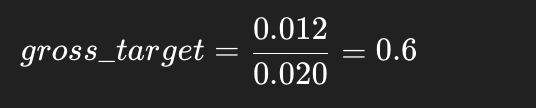 gross_target = 0.012 / 0.020 = 0.6